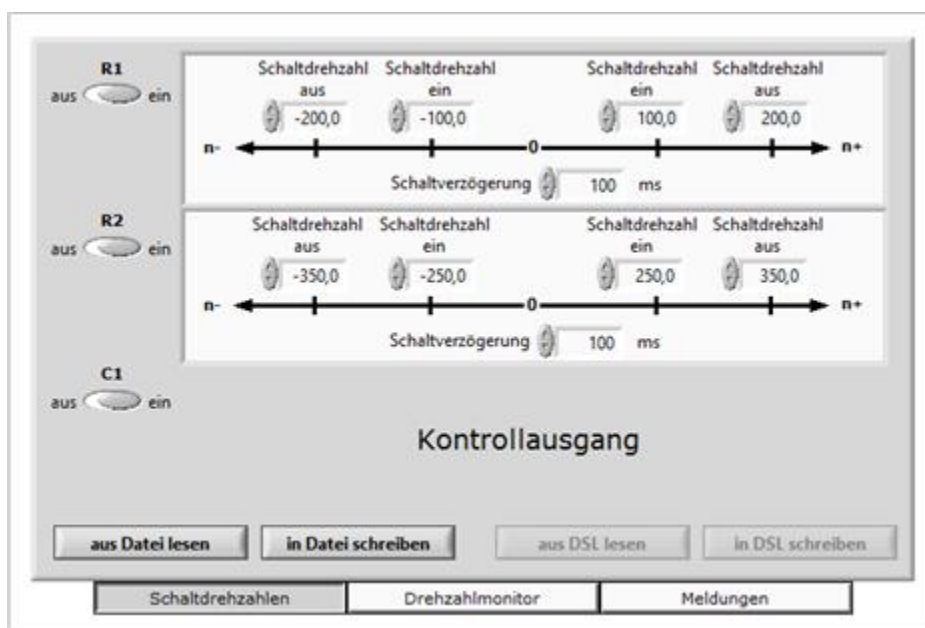 R1
aus ein
Schaltdrehzahl Schaltdrehzahl Schaltdrehzahl Schaltdrehzahl
aus ein ein aus
-200,0 -100,0 100,0 200,0
n- 0 n+
Schaltverzögerung 100 ms
R2
aus ein
Schaltdrehzahl Schaltdrehzahl Schaltdrehzahl Schaltdrehzahl
aus ein ein aus
-350,0 -250,0 250,0 350,0
n- 0 n+
Schaltverzögerung 100 ms
C1
aus ein
Kontrollausgang
aus Datei lesen in Datei schreiben aus DSL lesen in DSL schreiben
Schaltdrehzahlen Drehzahlmonitor Meldungen